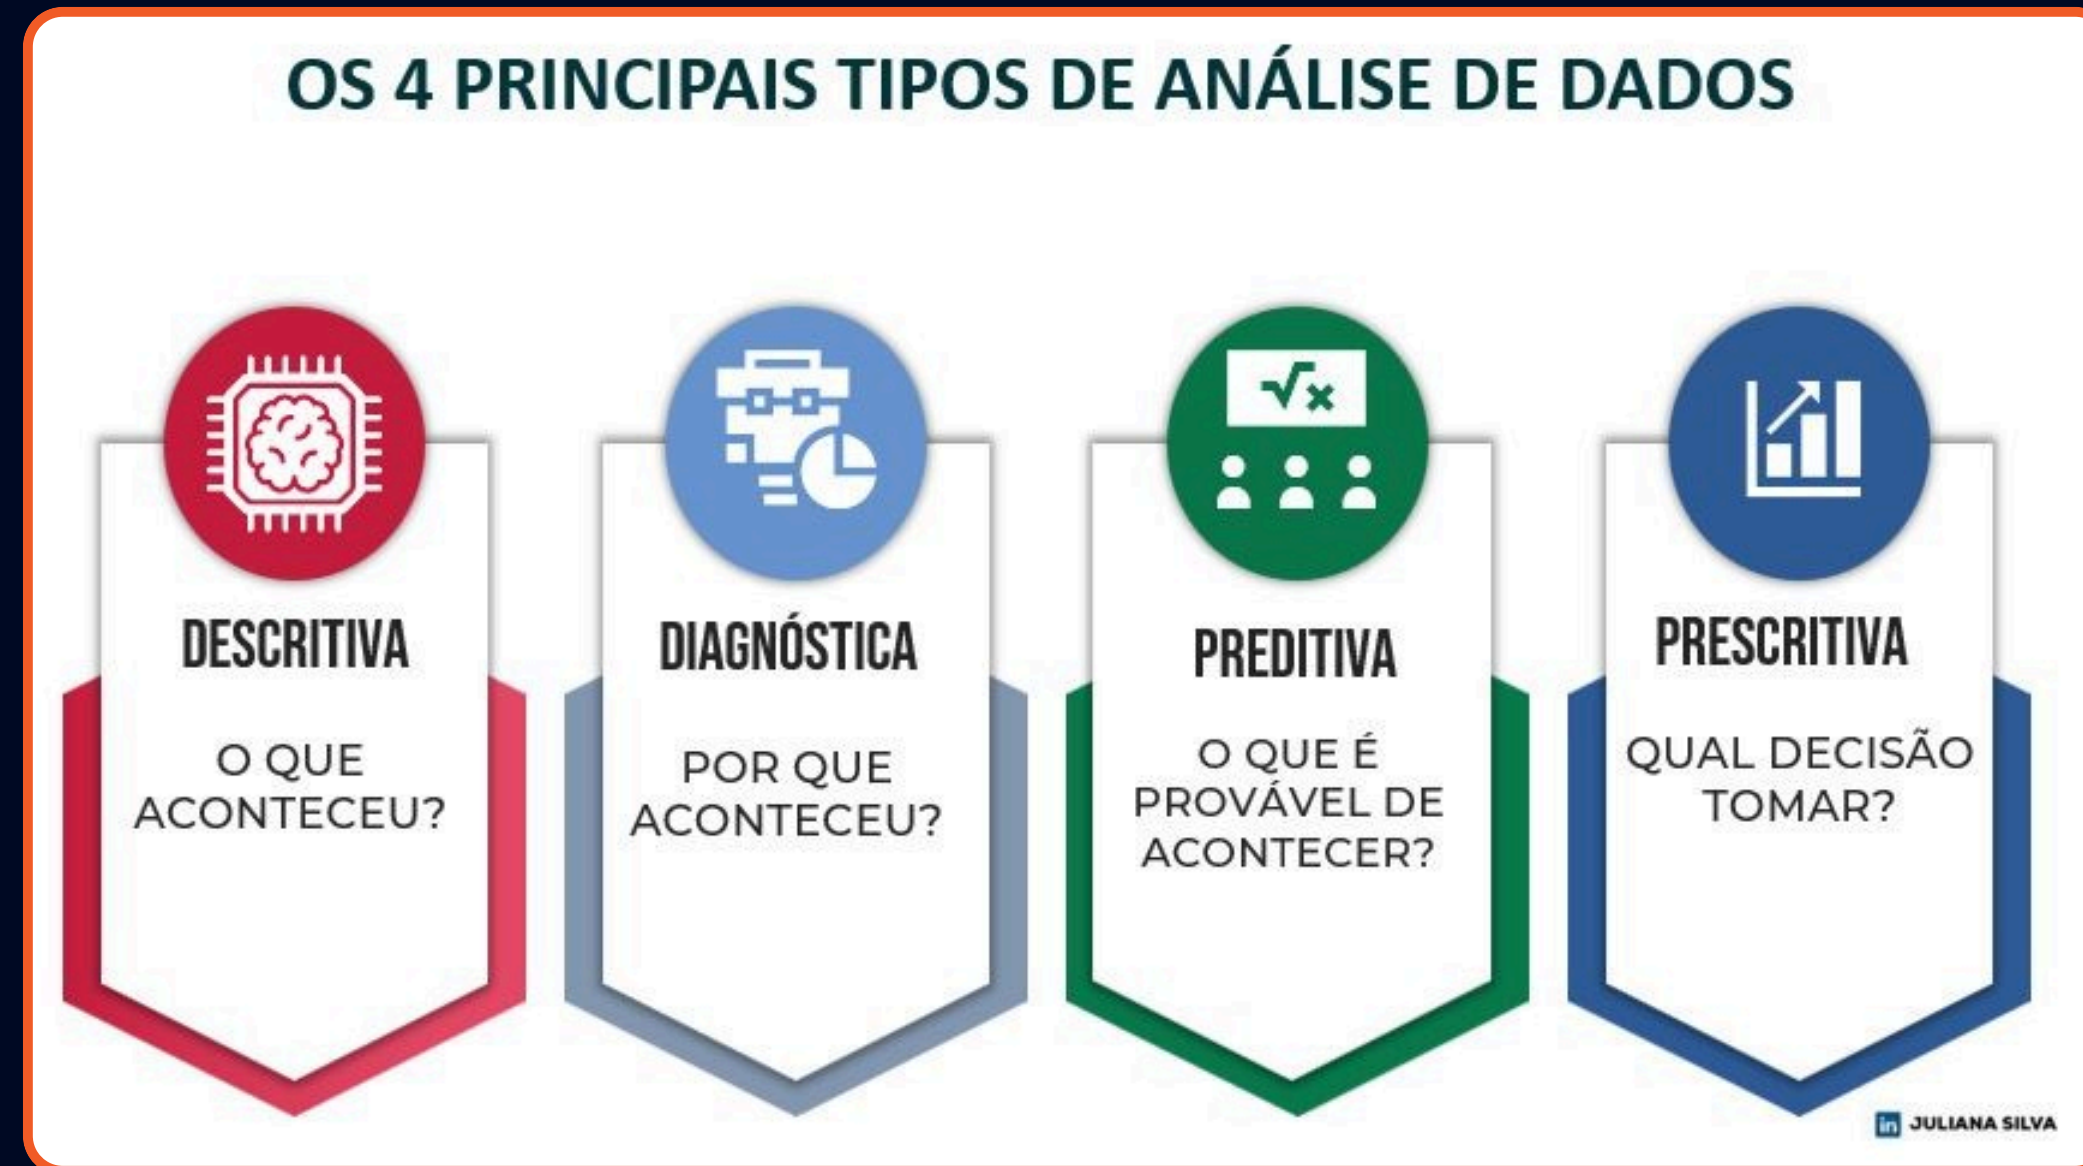 OS 4 PRINCIPAIS TIPOS DE ANÁLISE DE DADOS
√x
DESCRITIVA
O QUE
ACONTECEU?
DIAGNÓSTICA
POR QUE
ACONTECEU?
PREDITIVA
O QUE É
PROVÁVEL DE
ACONTECER?
PRESCRITIVA
QUAL DECISÃO
TOMAR?
in JULIANA SILVA